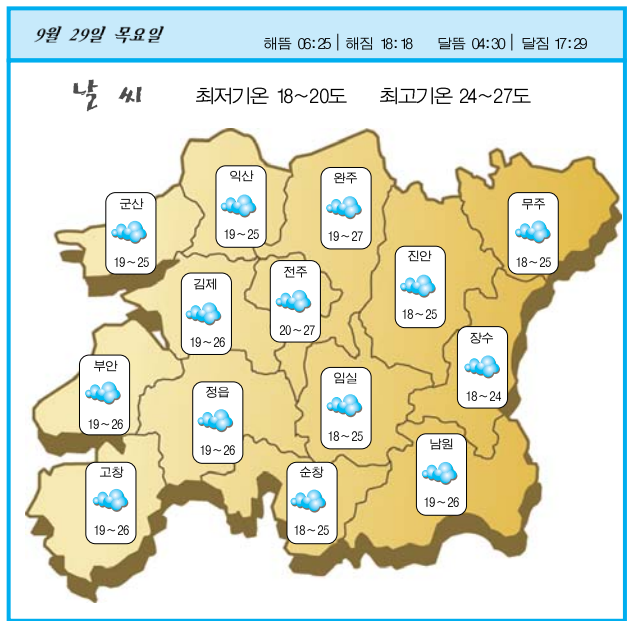 9월 29일 목요일
해뜸 06:25 | 해짐 18:18 달뜸 04:30 | 달짐 17:29
날 씨 최저기온 18~20도 최고기온 24~27도
익산
19~25
완주
19~27
군산
19~25
무주
18~25
진안
18~25
전주
20~27
김제
19~26
장수
18~24
부안
19~26
임실
18~25
정읍
19~26
남원
19~26
고창
19~26
순창
18~25